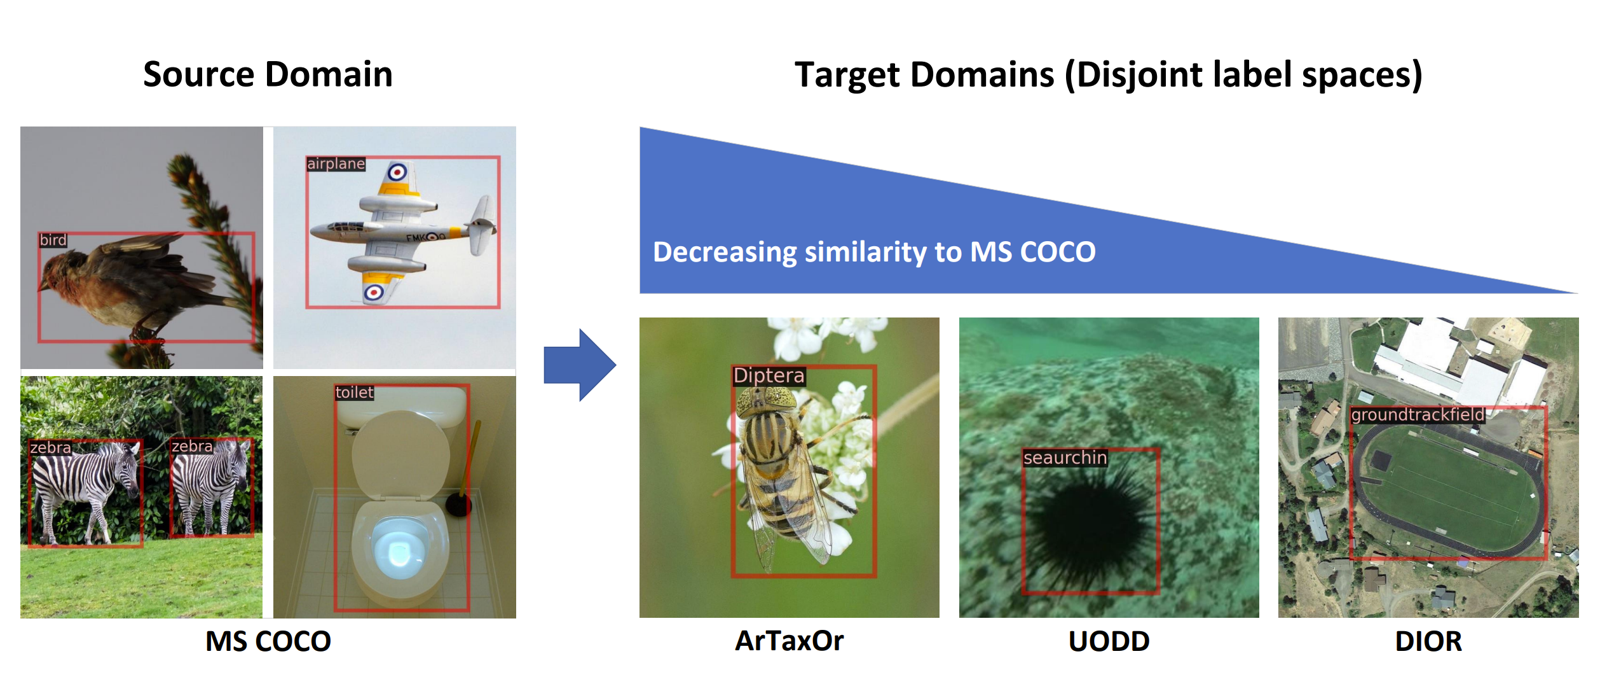 Source Domain
Target Domains (Disjoint label spaces)
bird
airplane
zebra
zebra
toilet
MS COCO
Decreasing similarity to MS COCO
Diptera
seaurchin
groundtrackfield
ArTaxOr
UODD
DIOR